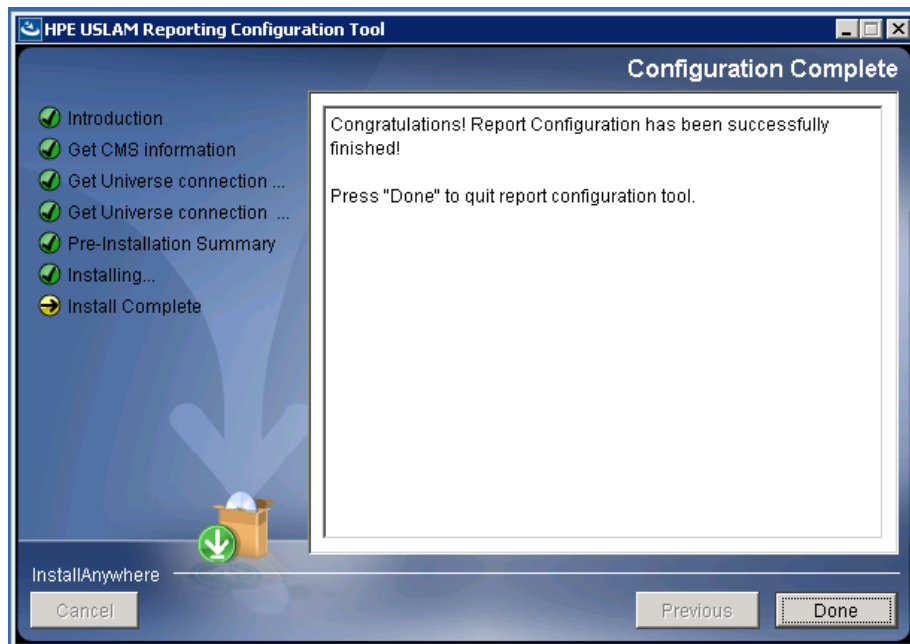 HPE USLAM Reporting Configuration Tool
Configuration Complete
Introduction
Get CMS information
Get Universe connection ...
Get Universe connection ...
Pre-Installation Summary
Installing...
Install Complete
Congratulations! Report Configuration has been successfully
finished!
Press "Done" to quit report configuration tool.
InstallAnywhere
Cancel
Previous
Done